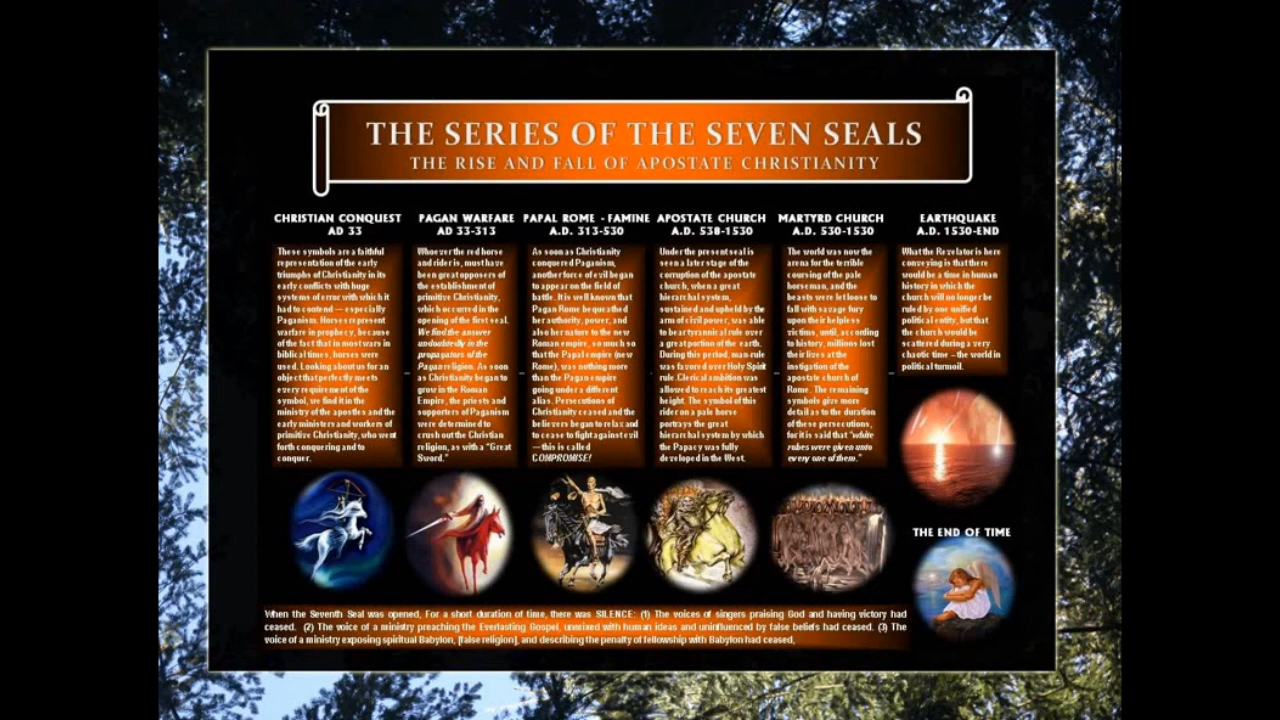 THE SERIES OF THE SEVEN SEALS
THE RISE AND FALL OF APOSTATE CHRISTIANITY
CHRISTIAN CONQUEST
AD 33
These symbols are a faithful
representation of the early
triumphs of Christianity in its
early conflicts with huge
systems of error with which it
had to contend — especially
Paganism. Horses represent
warfare in prophecy, because
of the fact that in most wars in
biblical times, horses were
used. Looking about us for an
object that perfectly meets
every requirement of the
symbol, we find it in the
ministry of the apostles and the
early ministers and workers of
primitive Christianity, who went
forth conquering and to
conquer.
PAGAN WARFARE
AD 33-313
Whoever the red horse
and rider is, must have
been great opposers of
the establishment of
primitive Christianity,
which occurred in the
opening of the first seal.
We find the answer
undoubtedly in the
propagators of the
Pagan religion. As soon
as Christianity began to
grow in the Roman
Empire, the priests and
supporters of Paganism
were determined to
crush out the Christian
religion, as with a "Great
Sword."
PAPAL ROME - FAMINE
A.D. 313-530
As soon as Christianity
conquered Paganism,
another force of evil began
to appear on the field of
battle. It is well known that
Pagan Rome bequeathed
her authority, power, and
also her nature to the new
Roman empire, so much so
that the Papal empire (new
Rome), was nothing more
than the Pagan empire
going under a different
alias. Persecutions of
Christianity ceased and the
believers began to relax and
to cease to fight against evil
—this is called
COMPROMISE!
APOSTATE CHURCH
A.D. 538-1530
Under the present seal is
seen a later stage of the
corruption of the apostate
church, when a great
hierarchal system,
sustained and upheld by the
arm of civil power, was able
to bear tyrannical rule over
a great portion of the earth.
During this period, man-rule
was favored over Holy Spirit
rule. Clerical ambition was
allowed to reach its greatest
height. The symbol of this
rider on a pale horse
portrays the great
hierarchal system by which
the Papacy was fully
developed in the West.
MARTYRD CHURCH
A.D. 530-1530
The world was now the
arena for the terrible
coursing of the pale
horseman, and the
beasts were let loose to
fall with savage fury
upon their helpless
victims, until, according
to history, millions lost
their lives at the
instigation of the
apostate church of
Rome. The remaining
symbols give more
detail as to the duration
of these persecutions,
for it is said that "white
robes were given unto
every one of them."
EARTHQUAKE
A.D. 1530-END
What the Revelator is here
conveying is that there
would be a time in human
history in which the
church will no longer be
ruled by one unified
political entity, but that
the church would be
scattered during a very
chaotic time –the world in
political turmoil.
THE END OF TIME
When the Seventh Seal was opened, For a short duration of time, there was SILENCE: (1) The voices of singers praising God and having victory had
ceased. (2) The voice of a ministry preaching the Everlasting Gospel, unmixed with human ideas and uninfluenced by false beliefs had ceased. (3) The
voice of a ministry exposing spiritual Babylon, [false religion], and describing the penalty of fellowship with Babylon had ceased,